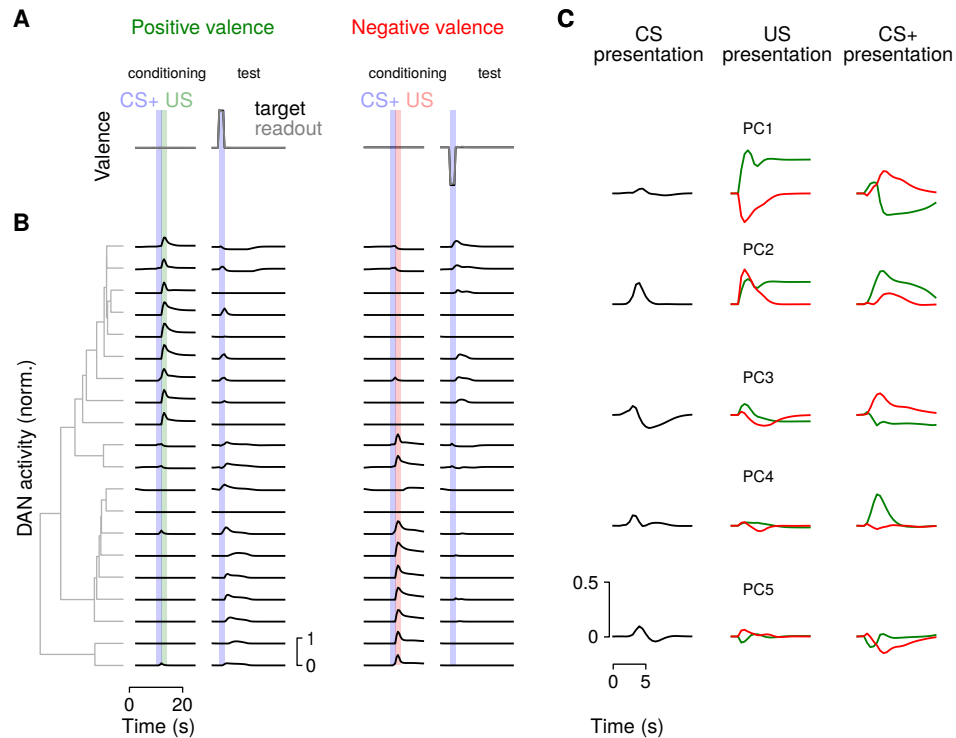 A
Positive valence
Negative valence
conditioning
test
conditioning
test
CS+ US
CS+ US
target
readout
Valence
B
DAN activity (norm.)
1
0
0
20
Time (s)
C
CS
presentation
US
presentation
CS+
presentation
PC1
PC2
PC3
PC4
PC5
0.5
0
0
5
Time (s)